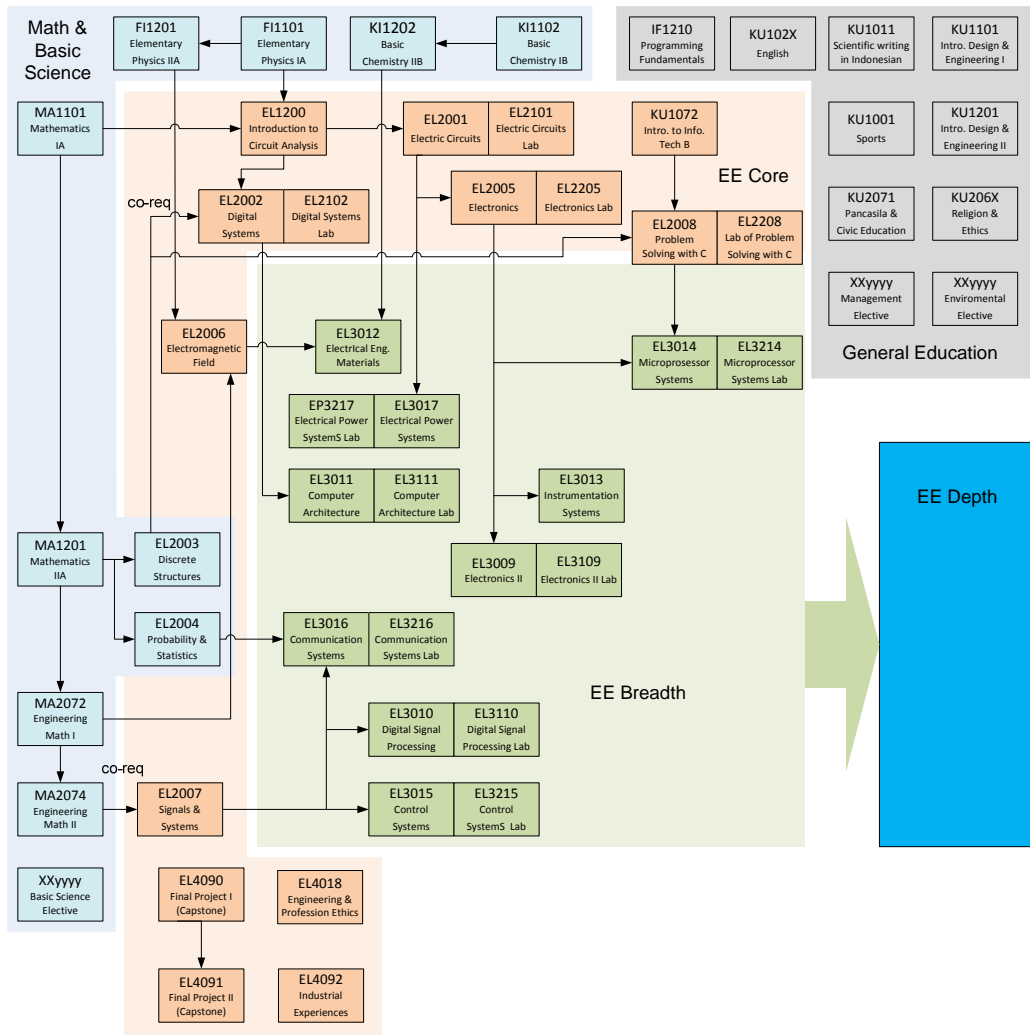 Math &
Basic
Science
FI1201
Elementary
Physics IIA
FI1101
Elementary
Physics IA
KI1202
Basic
Chemistry IIB
KI1102
Basic
Chemistry IB
IF1210
Programming
Fundamentals
KU102X
English
KU1011
Scientific writing
in Indonesian
KU1101
Intro. Design &
Engineering I
MA1101
Mathematics
IA
EL1200
Introduction to
Circuit Analysis
EL2001
Electric Circuits
EL2101
Electric Circuits
Lab
KU1072
Intro. to Info.
Tech B
KU1001
Sports
KU1201
Intro. Design &
Engineering II
EE Core
co-req
EL2002
Digital
Systems
EL2102
Digital Systems
Lab
EL2005
Electronics
EL2205
Electronics Lab
EL2008
Problem
Solving with C
EL2208
Lab of Problem
Solving with C
KU2071
Pancasila &
Civic Education
KU206X
Religion &
Ethics
XXyyyy
Management
Elective
XXyyyy
Enviromental
Elective
General Education
EL2006
Electromagnetic
Field
EL3012
ElectrIcal Eng.
Materials
EL3014
Microprosessor
Systems
EL3214
Microprocessor
Systems Lab
EP3217
Electrical Power
SystemS Lab
EL3017
Electrical Power
Systems
EL3011
Computer
Architecture
EL3111
Computer
Architecture Lab
EL3013
Instrumentation
Systems
EE Depth
MA1201
Mathematics
IIA
EL2003
Discrete
Structures
EL3009
Electronics II
EL3109
Electronics II Lab
EL2004
Probability &
Statistics
EL3016
Communication
Systems
EL3216
Communication
Systems Lab
EE Breadth
MA2072
Engineering
Math I
EL3010
Digital Signal
Processing
EL3110
Digital Signal
Processing Lab
co-req
MA2074
Engineering
Math II
EL2007
Signals &
Systems
EL3015
Control
Systems
EL3215
Control
SystemS Lab
XXyyyy
Basic Science
Elective
EL4090
Final Project I
(Capstone)
EL4018
Engineering &
Profession Ethics
EL4091
Final Project II
(Capstone)
EL4092
Industrial
Experiences